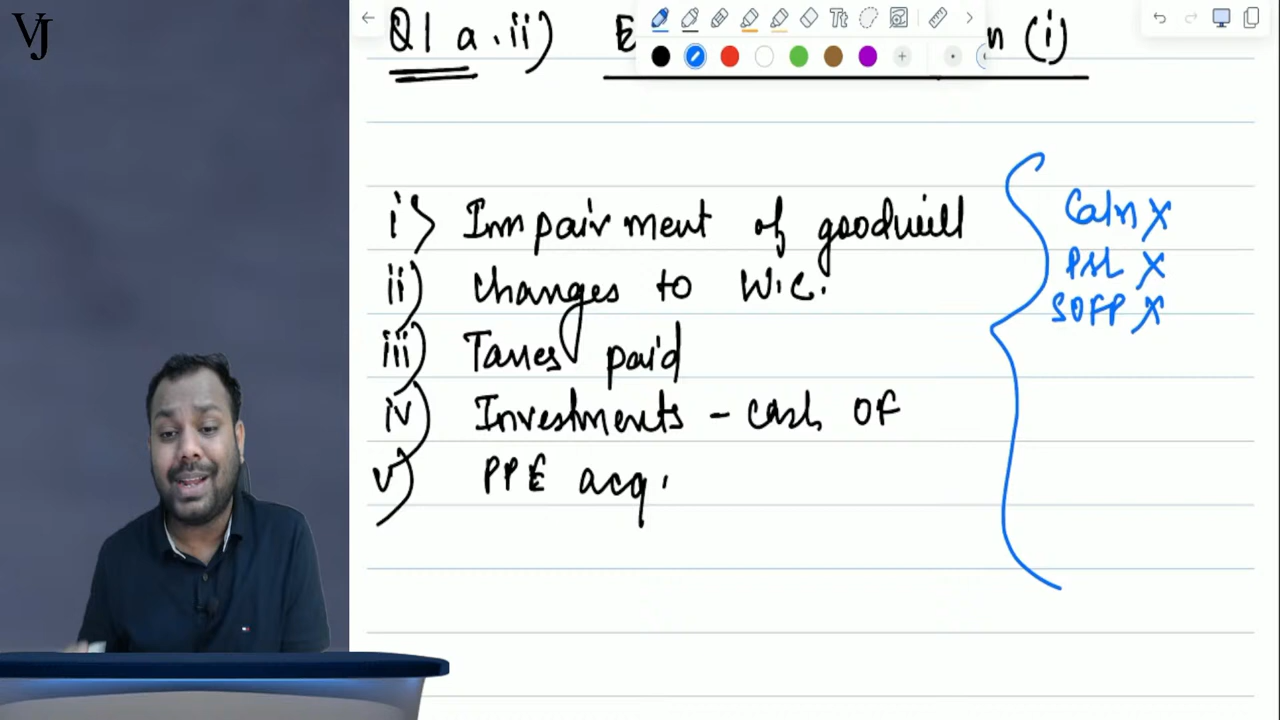 VJ
Q1 a.ii) E n (i)
i> Impairment of goodwill
ii) Changes to W.C.
iii) Taxes paid
iv) Investments - cash OF
v) PPE acq.
Caln X
P&L X
SOFP X
Tt